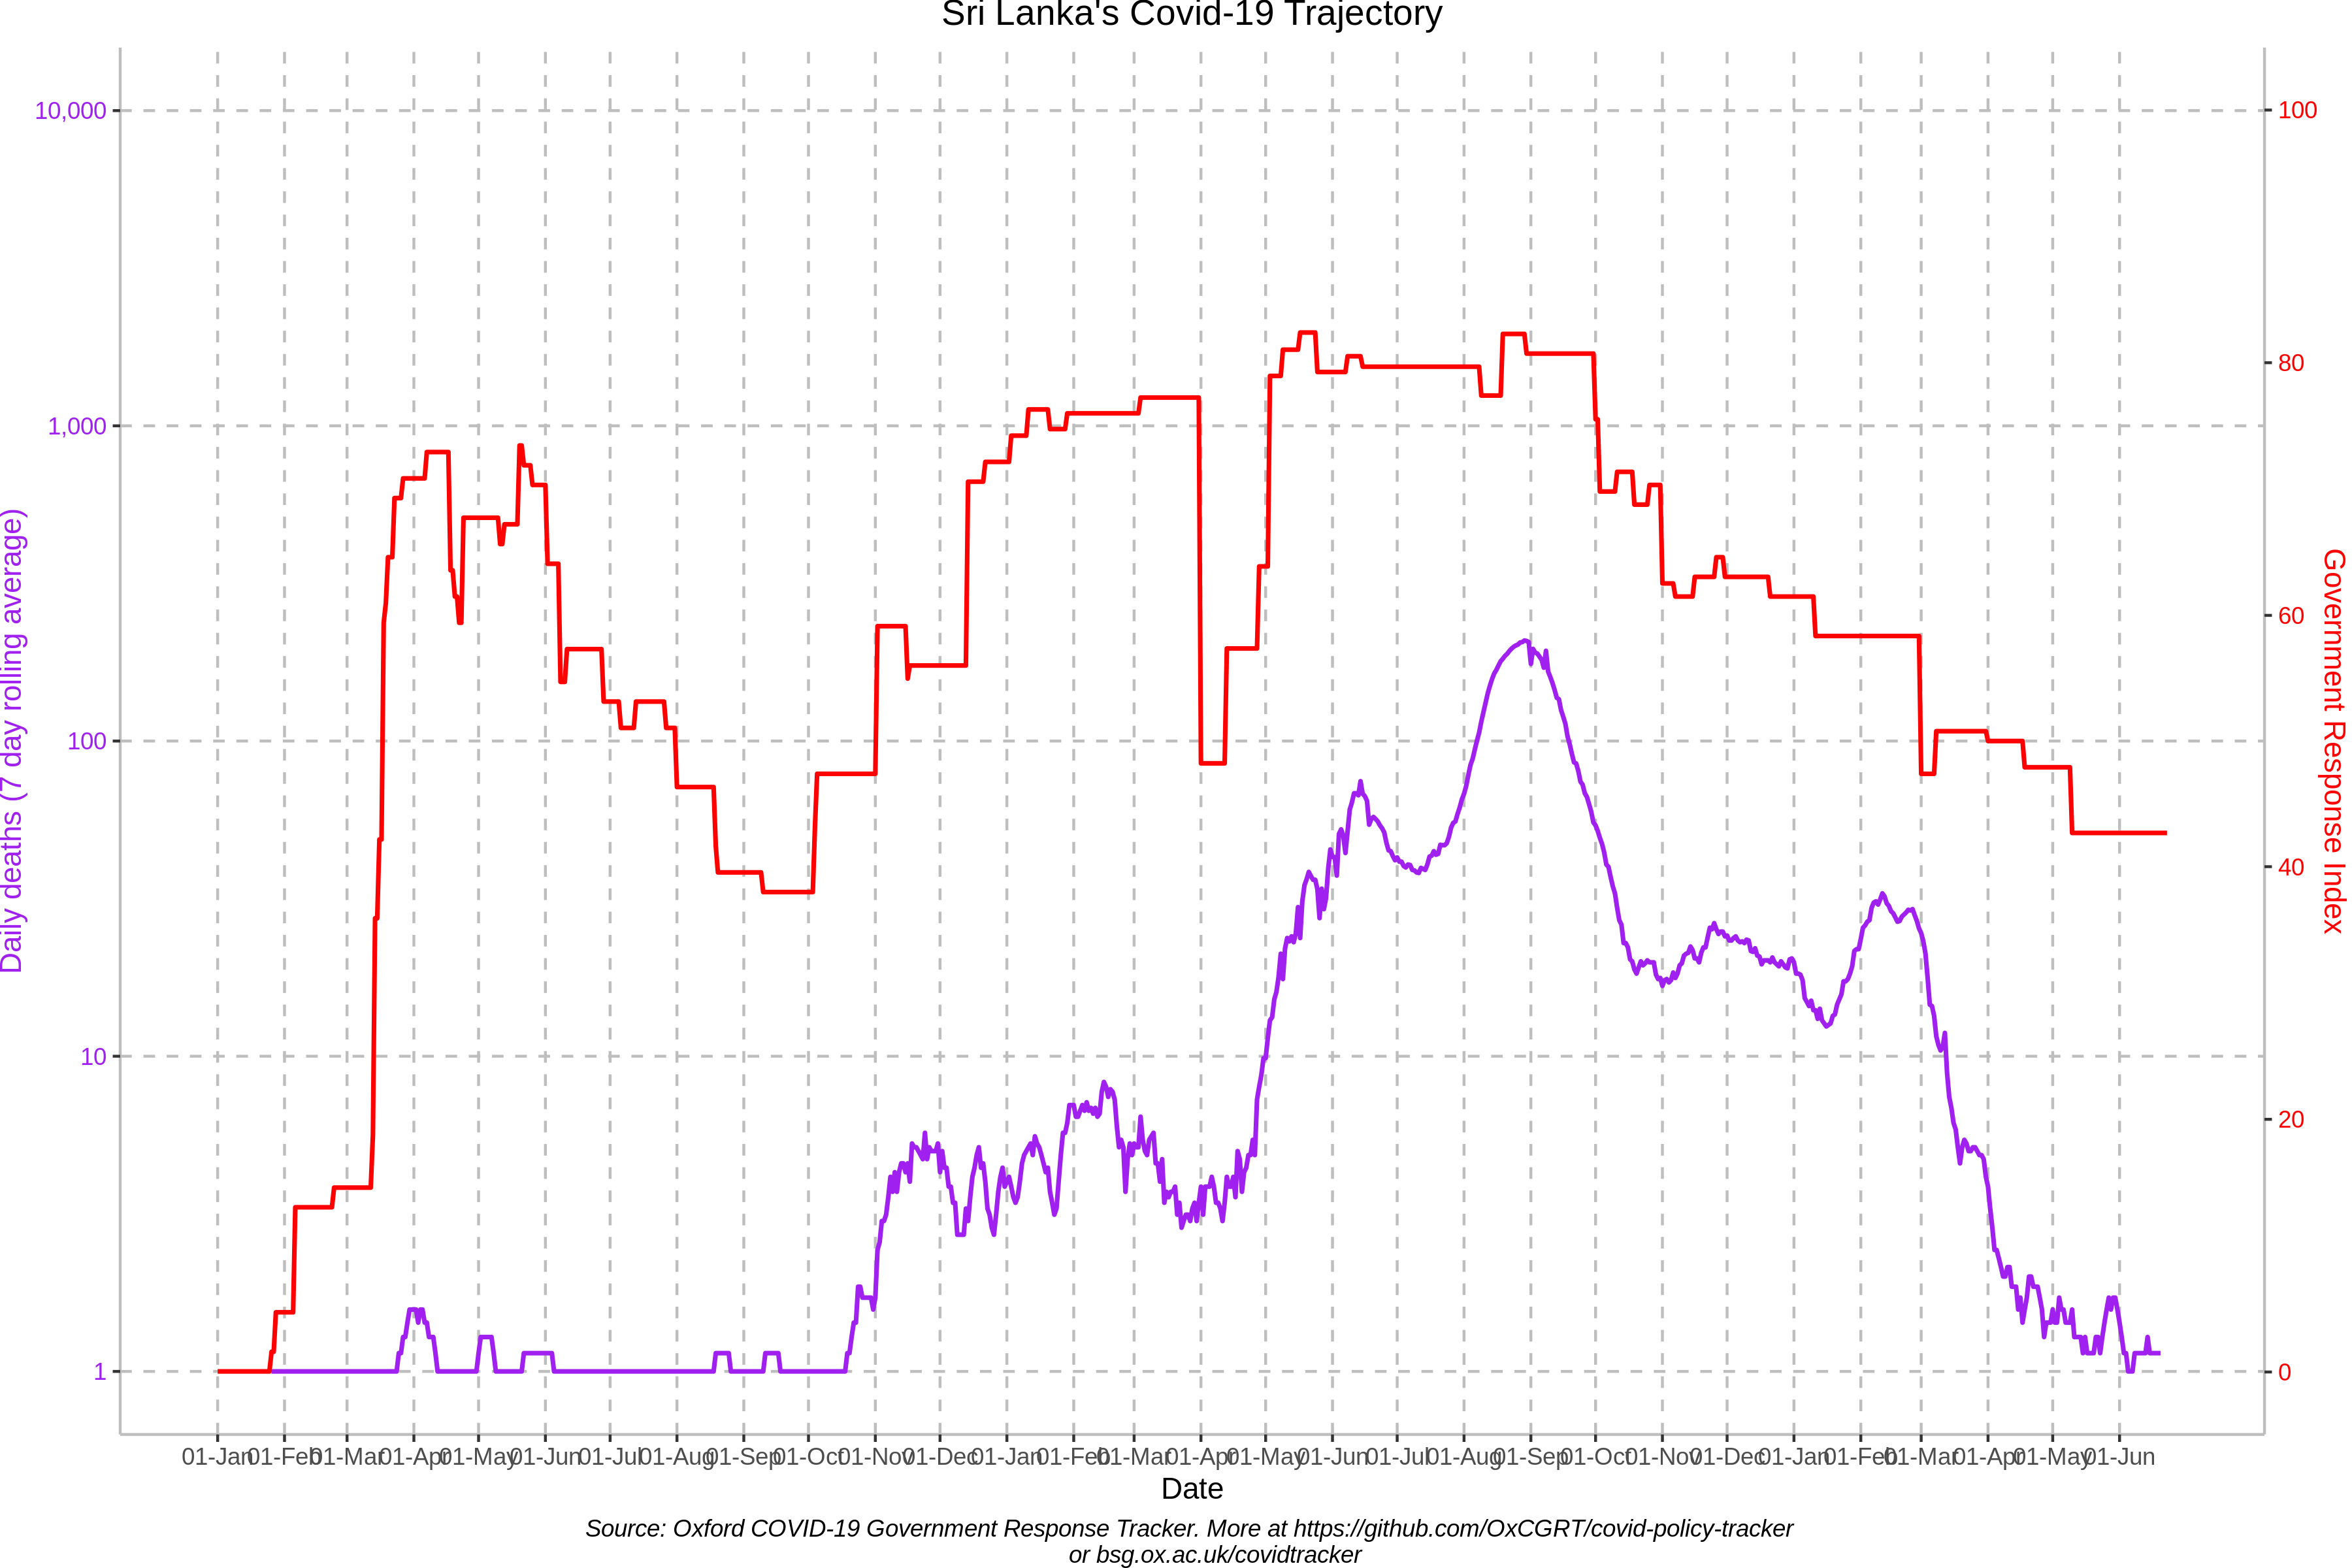 Sri Lanka's Covid-19 Trajectory
10,000
1,000
100
10
1
Daily deaths (7 day rolling average)
100
80
60
40
20
0
Government Response Index
01-Jan 01-Feb 01-Mar 01-Apr 01-May 01-Jun 01-Jul 01-Aug 01-Sep 01-Oct 01-Nov 01-Dec 01-Jan 01-Feb 01-Mar 01-Apr 01-May 01-Jun 01-Jul 01-Aug 01-Sep 01-Oct 01-Nov 01-Dec 01-Jan 01-Feb 01-Mar 01-Apr 01-May 01-Jun
Date
Source: Oxford COVID-19 Government Response Tracker. More at https://github.com/OxCGRT/covid-policy-tracker
or bsg.ox.ac.uk/covidtracker